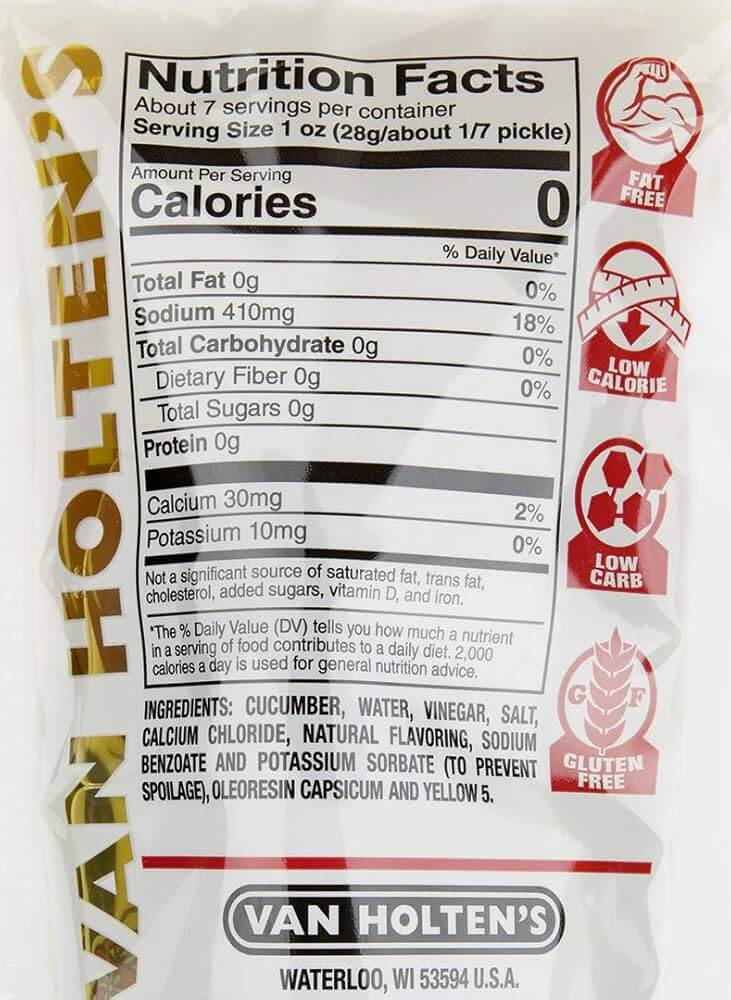 VAN HOLTEN'S
Nutrition Facts
About 7 servings per container
Serving Size 1 oz (28g/about 1/7 pickle)
Amount Per Serving
Calories 0
% Daily Value*
Total Fat 0g 0%
Sodium 410mg 18%
Total Carbohydrate 0g 0%
Dietary Fiber 0g 0%
Total Sugars 0g
Protein 0g
Calcium 30mg 2%
Potassium 10mg 0%
Not a significant source of saturated fat, trans fat,
cholesterol, added sugars, vitamin D, and iron.
*The % Daily Value (DV) tells you how much a nutrient
in a serving of food contributes to a daily diet. 2,000
calories a day is used for general nutrition advice.
INGREDIENTS: CUCUMBER, WATER, VINEGAR, SALT,
CALCIUM CHLORIDE, NATURAL FLAVORING, SODIUM
BENZOATE AND POTASSIUM SORBATE (TO PREVENT
SPOILAGE), OLEORESIN CAPSICUM AND YELLOW 5.
FAT
FREE
LOW
CALORIE
LOW
CARB
G F
GLUTEN
FREE
VAN HOLTEN'S
WATERLOO, WI 53594 U.S.A.